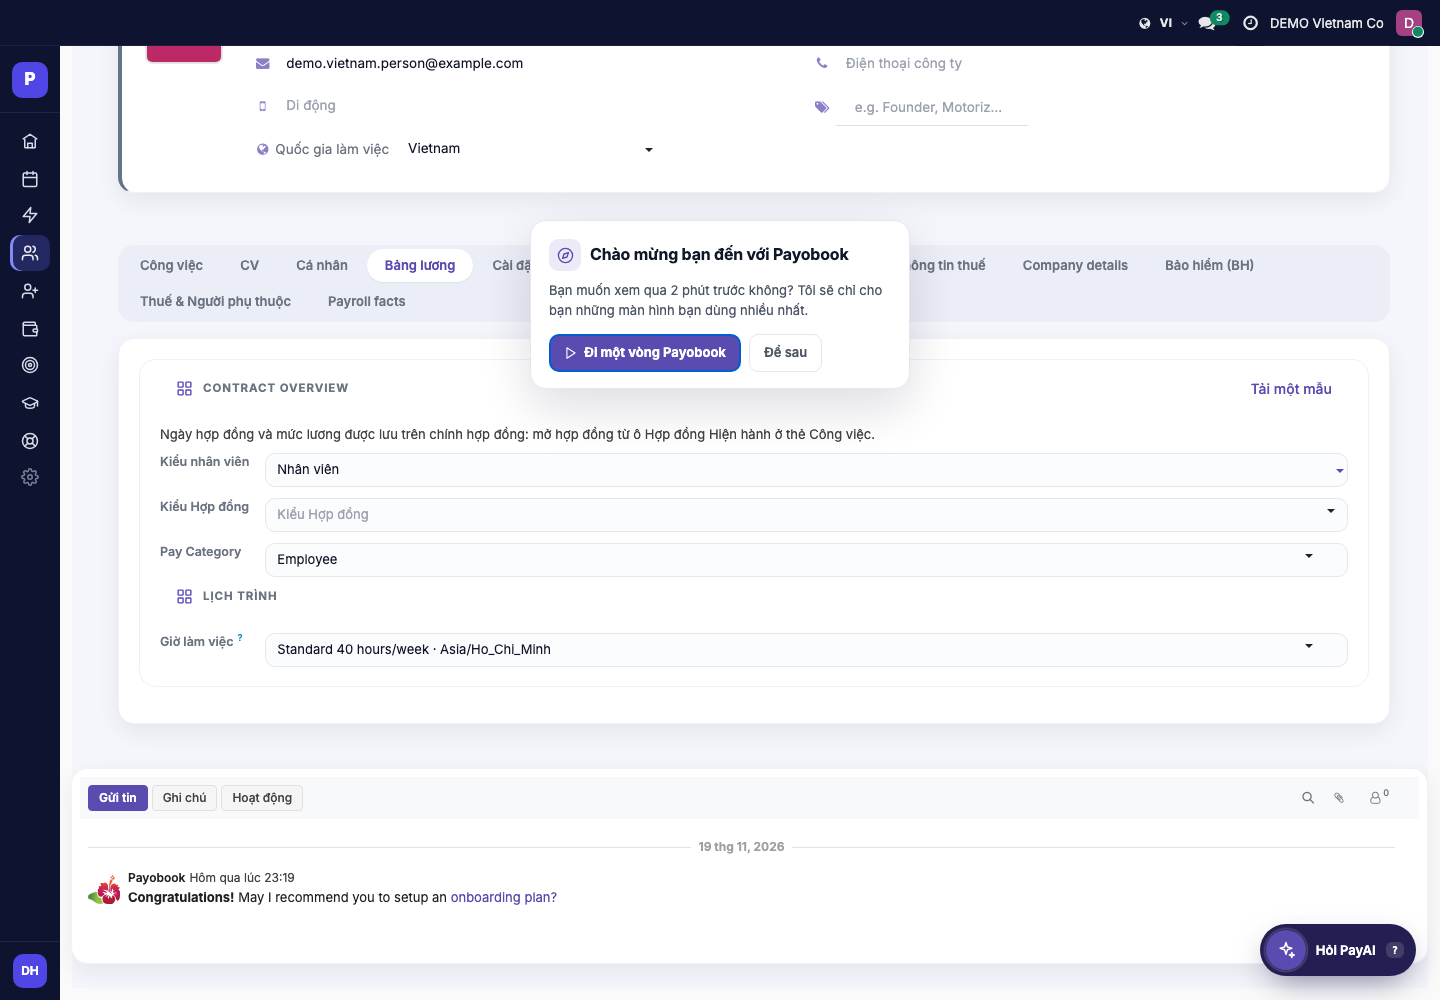 VI
3
DEMO Vietnam Co
D
P
demo.vietnam.person@example.com
Điện thoại công ty
Di động
e.g. Founder, Motoriz...
Quốc gia làm việc
Vietnam
Chào mừng bạn đến với Payobook
Bạn muốn xem qua 2 phút trước không? Tôi sẽ chỉ cho
bạn những màn hình bạn dùng nhiều nhất.
Đi một vòng Payobook
Để sau
Công việc
CV
Cá nhân
Bảng lương
Cài đặ
ông tin thuế
Company details
Bảo hiểm (BH)
Thuế & Người phụ thuộc
Payroll facts
CONTRACT OVERVIEW
Tải một mẫu
Ngày hợp đồng và mức lương được lưu trên chính hợp đồng: mở hợp đồng từ ô Hợp đồng Hiện hành ở thẻ Công việc.
Kiểu nhân viên
Nhân viên
Kiểu Hợp đồng
Kiểu Hợp đồng
Pay Category
Employee
LỊCH TRÌNH
Giờ làm việc ?
Standard 40 hours/week · Asia/Ho_Chi_Minh
Gửi tin
Ghi chú
Hoạt động
0
19 thg 11, 2026
Payobook Hôm qua lúc 23:19
Congratulations! May I recommend you to setup an onboarding plan?
Hỏi PayAI ?
DH